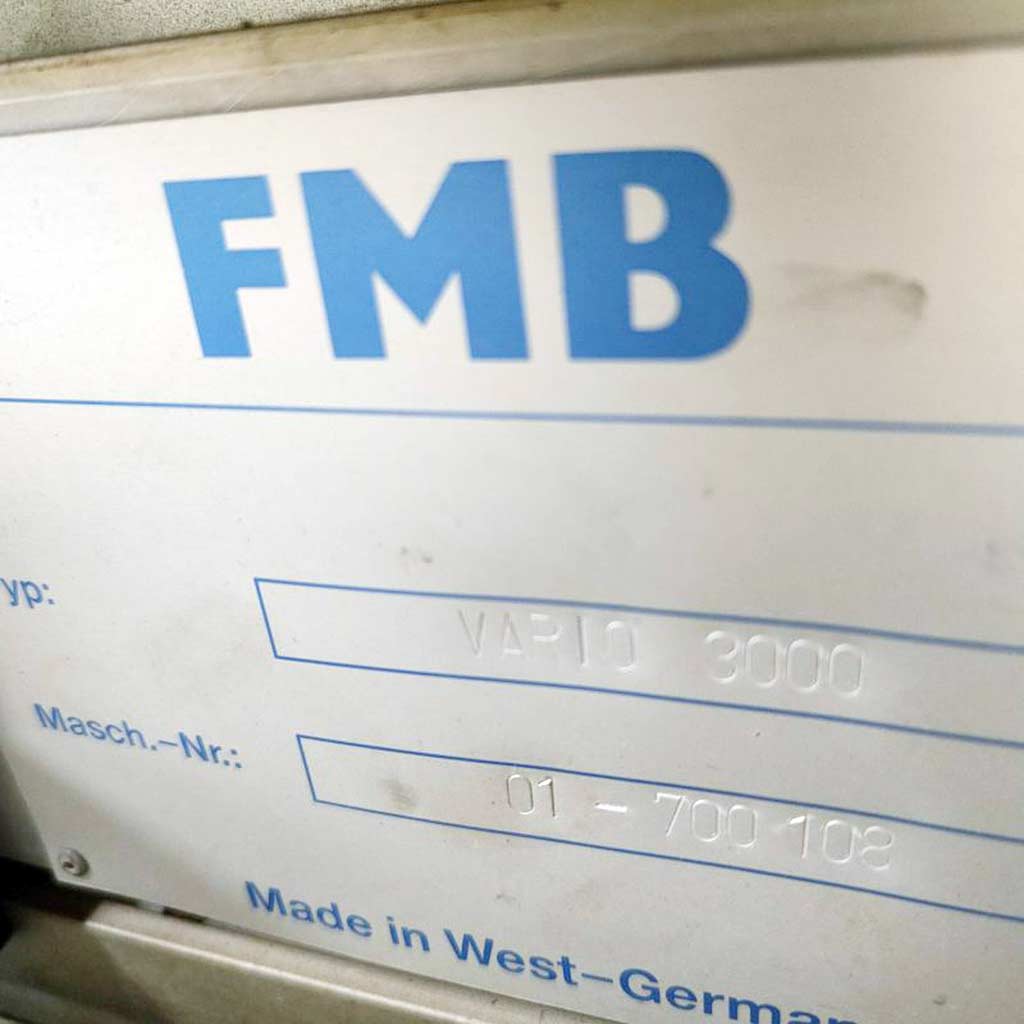 FMB
yp: VARIO 3000
Masch.-Nr.: 01 - 700 108
Made in West-German